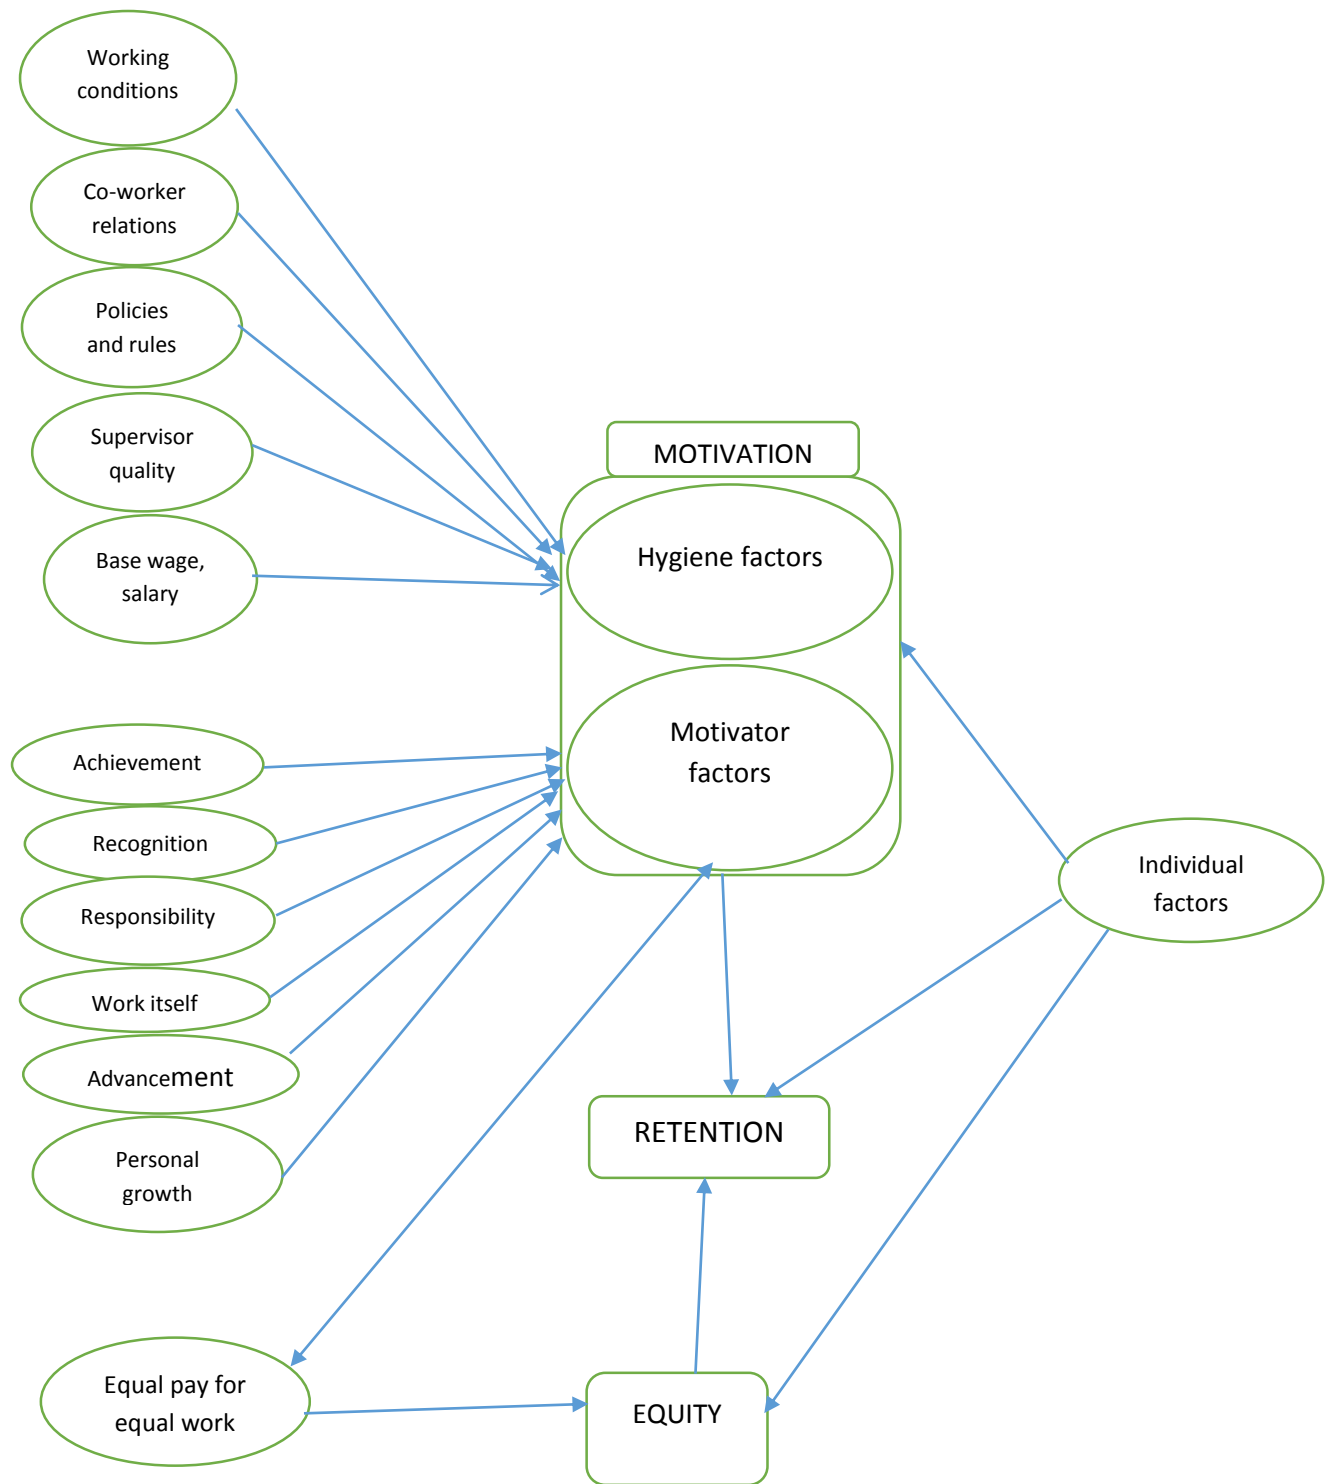 Working
conditions
Co-worker
relations
Policies
and rules
Supervisor
quality
Base wage,
salary
MOTIVATION
Hygiene factors
Motivator
factors
Achievement
Recognition
Responsibility
Work itself
Advancement
Personal
growth
Individual
factors
RETENTION
Equal pay for
equal work
EQUITY